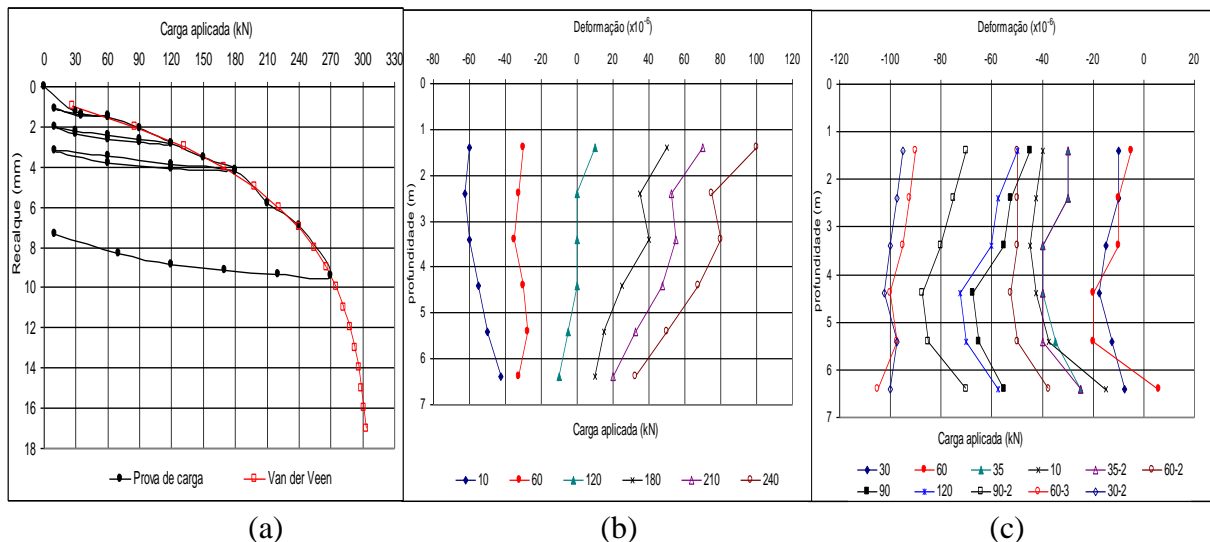 Carga aplicada (kN)
0 30 60 90 120 150 180 210 240 270 300 330
Recalque (mm)
0
2
4
6
8
10
12
14
16
18
Prova de carga Van der Veen
(a)
Deformação (x10-6)
-80 -60 -40 -20 0 20 40 60 80 100 120
profundidade (m)
0
1
2
3
4
5
6
7
Carga aplicada (kN)
10 60 120 180 210 240
(b)
Deformação (x10-6)
-120 -100 -80 -60 -40 -20 0 20
profundidade (m)
0
1
2
3
4
5
6
7
Carga aplicada (kN)
30 60 35 10 35-2 60-2
90 120 90-2 60-3 30-2
(c)